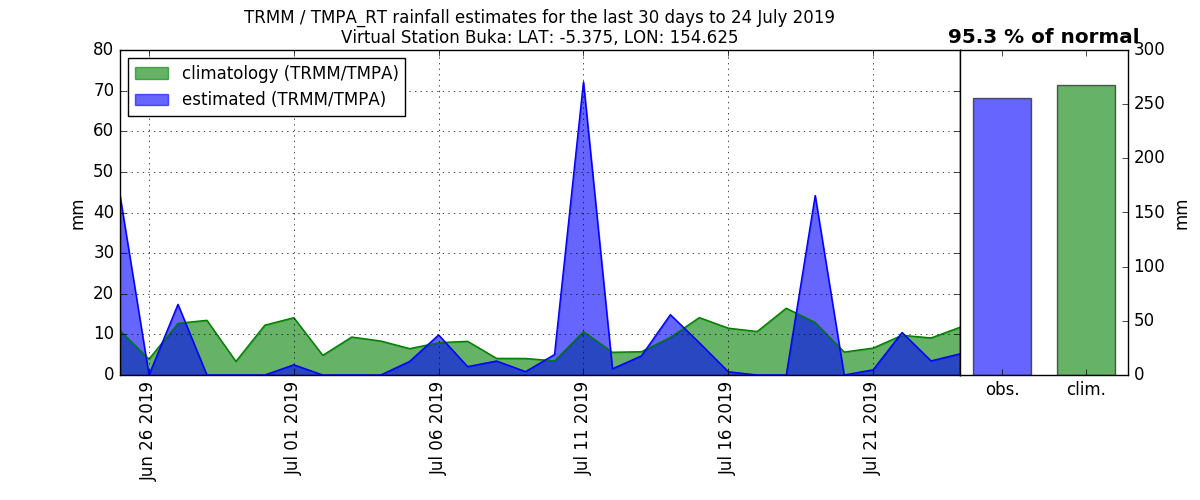 TRMM / TMPA_RT rainfall estimates for the last 30 days to 24 July 2019
Virtual Station Buka: LAT: -5.375, LON: 154.625
95.3 % of normal
climatology (TRMM/TMPA)
estimated (TRMM/TMPA)
80
70
60
50
40
30
20
10
0
mm
Jun 26 2019
Jul 01 2019
Jul 06 2019
Jul 11 2019
Jul 16 2019
Jul 21 2019
obs.
clim.
300
250
200
150
100
50
0
mm